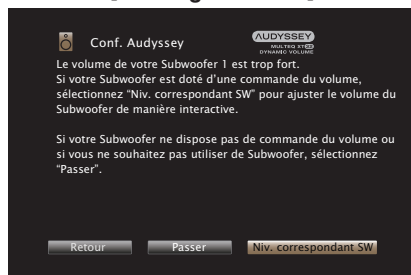 Conf. Audyssey
AUDYSSEY
MULTEQ XT32
DYNAMIC VOLUME
Le volume de votre Subwoofer 1 est trop fort.
Si votre Subwoofer est doté d’une commande du volume,
sélectionnez “Niv. correspondant SW” pour ajuster le volume du
Subwoofer de manière interactive.
Si votre Subwoofer ne dispose pas de commande du volume ou
si vous ne souhaitez pas utiliser de Subwoofer, sélectionnez
“Passer”.
Retour
Passer
Niv. correspondant SW